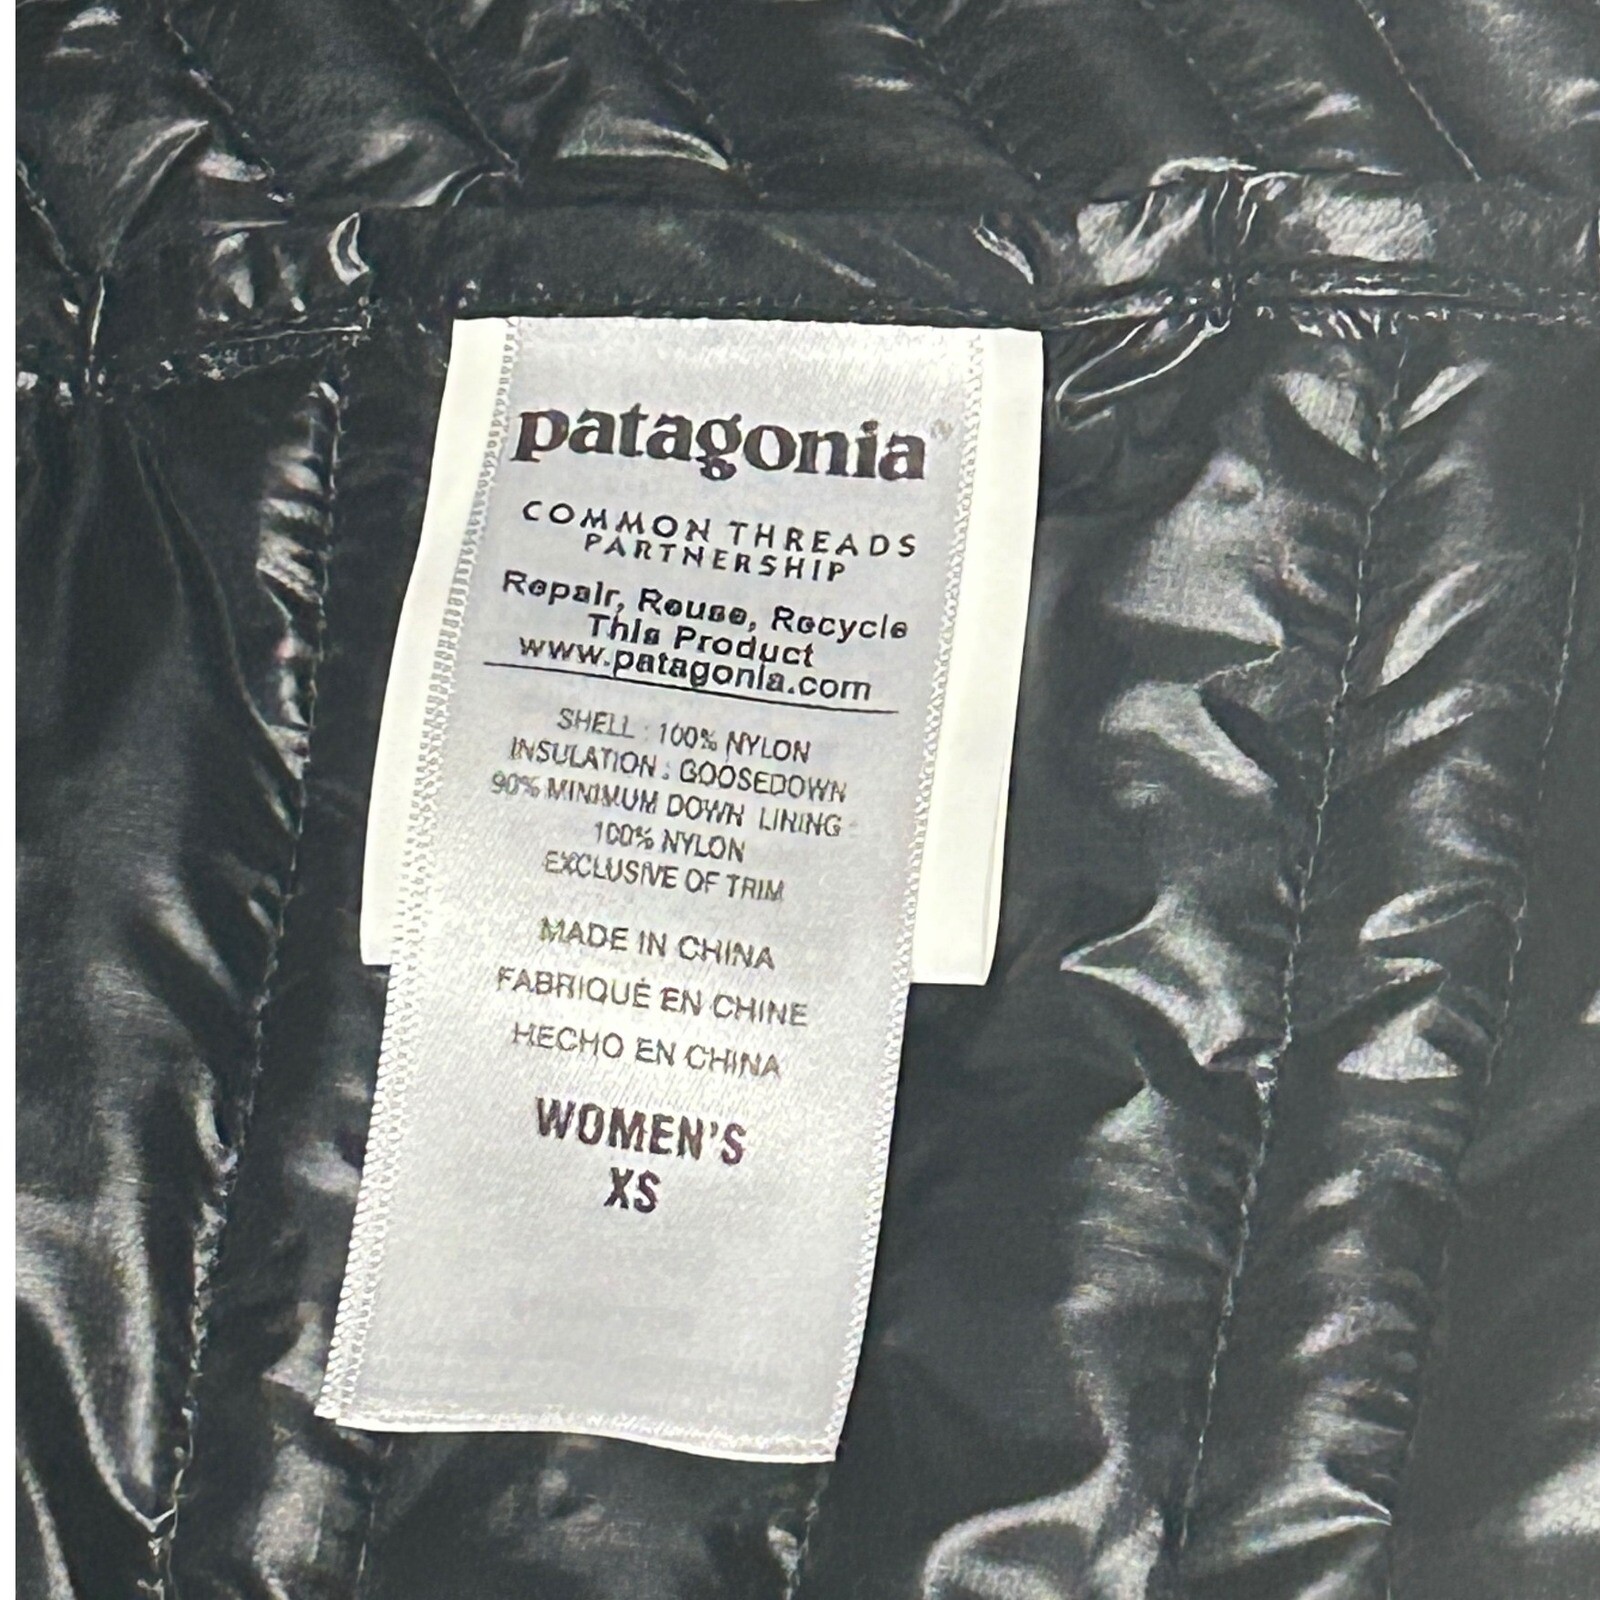 patagonia®
COMMON THREADS
PARTNERSHIP
Repair, Reuse, Recycle
This Product
www.patagonia.com
SHELL : 100% NYLON
INSULATION : GOOSEDOWN
90% MINIMUM DOWN LINING :
100% NYLON
EXCLUSIVE OF TRIM
MADE IN CHINA
FABRIQUÉ EN CHINE
HECHO EN CHINA
WOMEN'S
XS